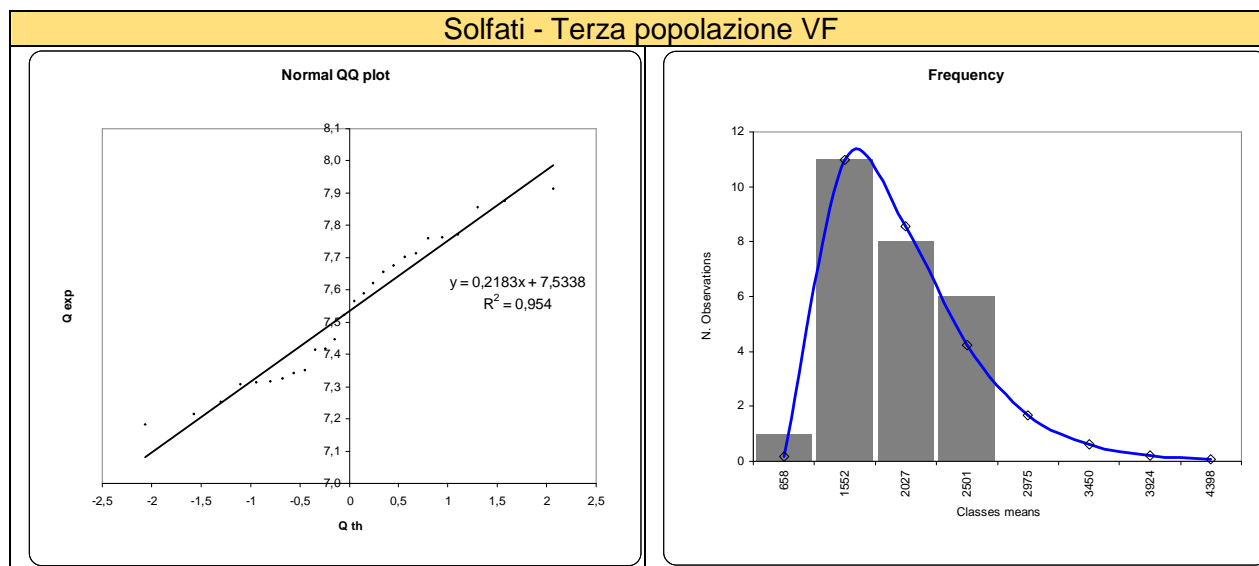 Solfati - Terza popolazione VF
Normal QQ plot
8,1
8,0
7,9
7,8
7,7
7,6
7,5
7,4
7,3
7,2
7,1
7,0
Q exp
y = 0,2183x + 7,5338
R² = 0,954
-2,5 -2 -1,5 -1 -0,5 0 0,5 1 1,5 2 2,5
Q th
Frequency
12
10
8
6
4
2
0
N. Observations
658 1552 2027 2501 2975 3450 3924 4398
Classes means